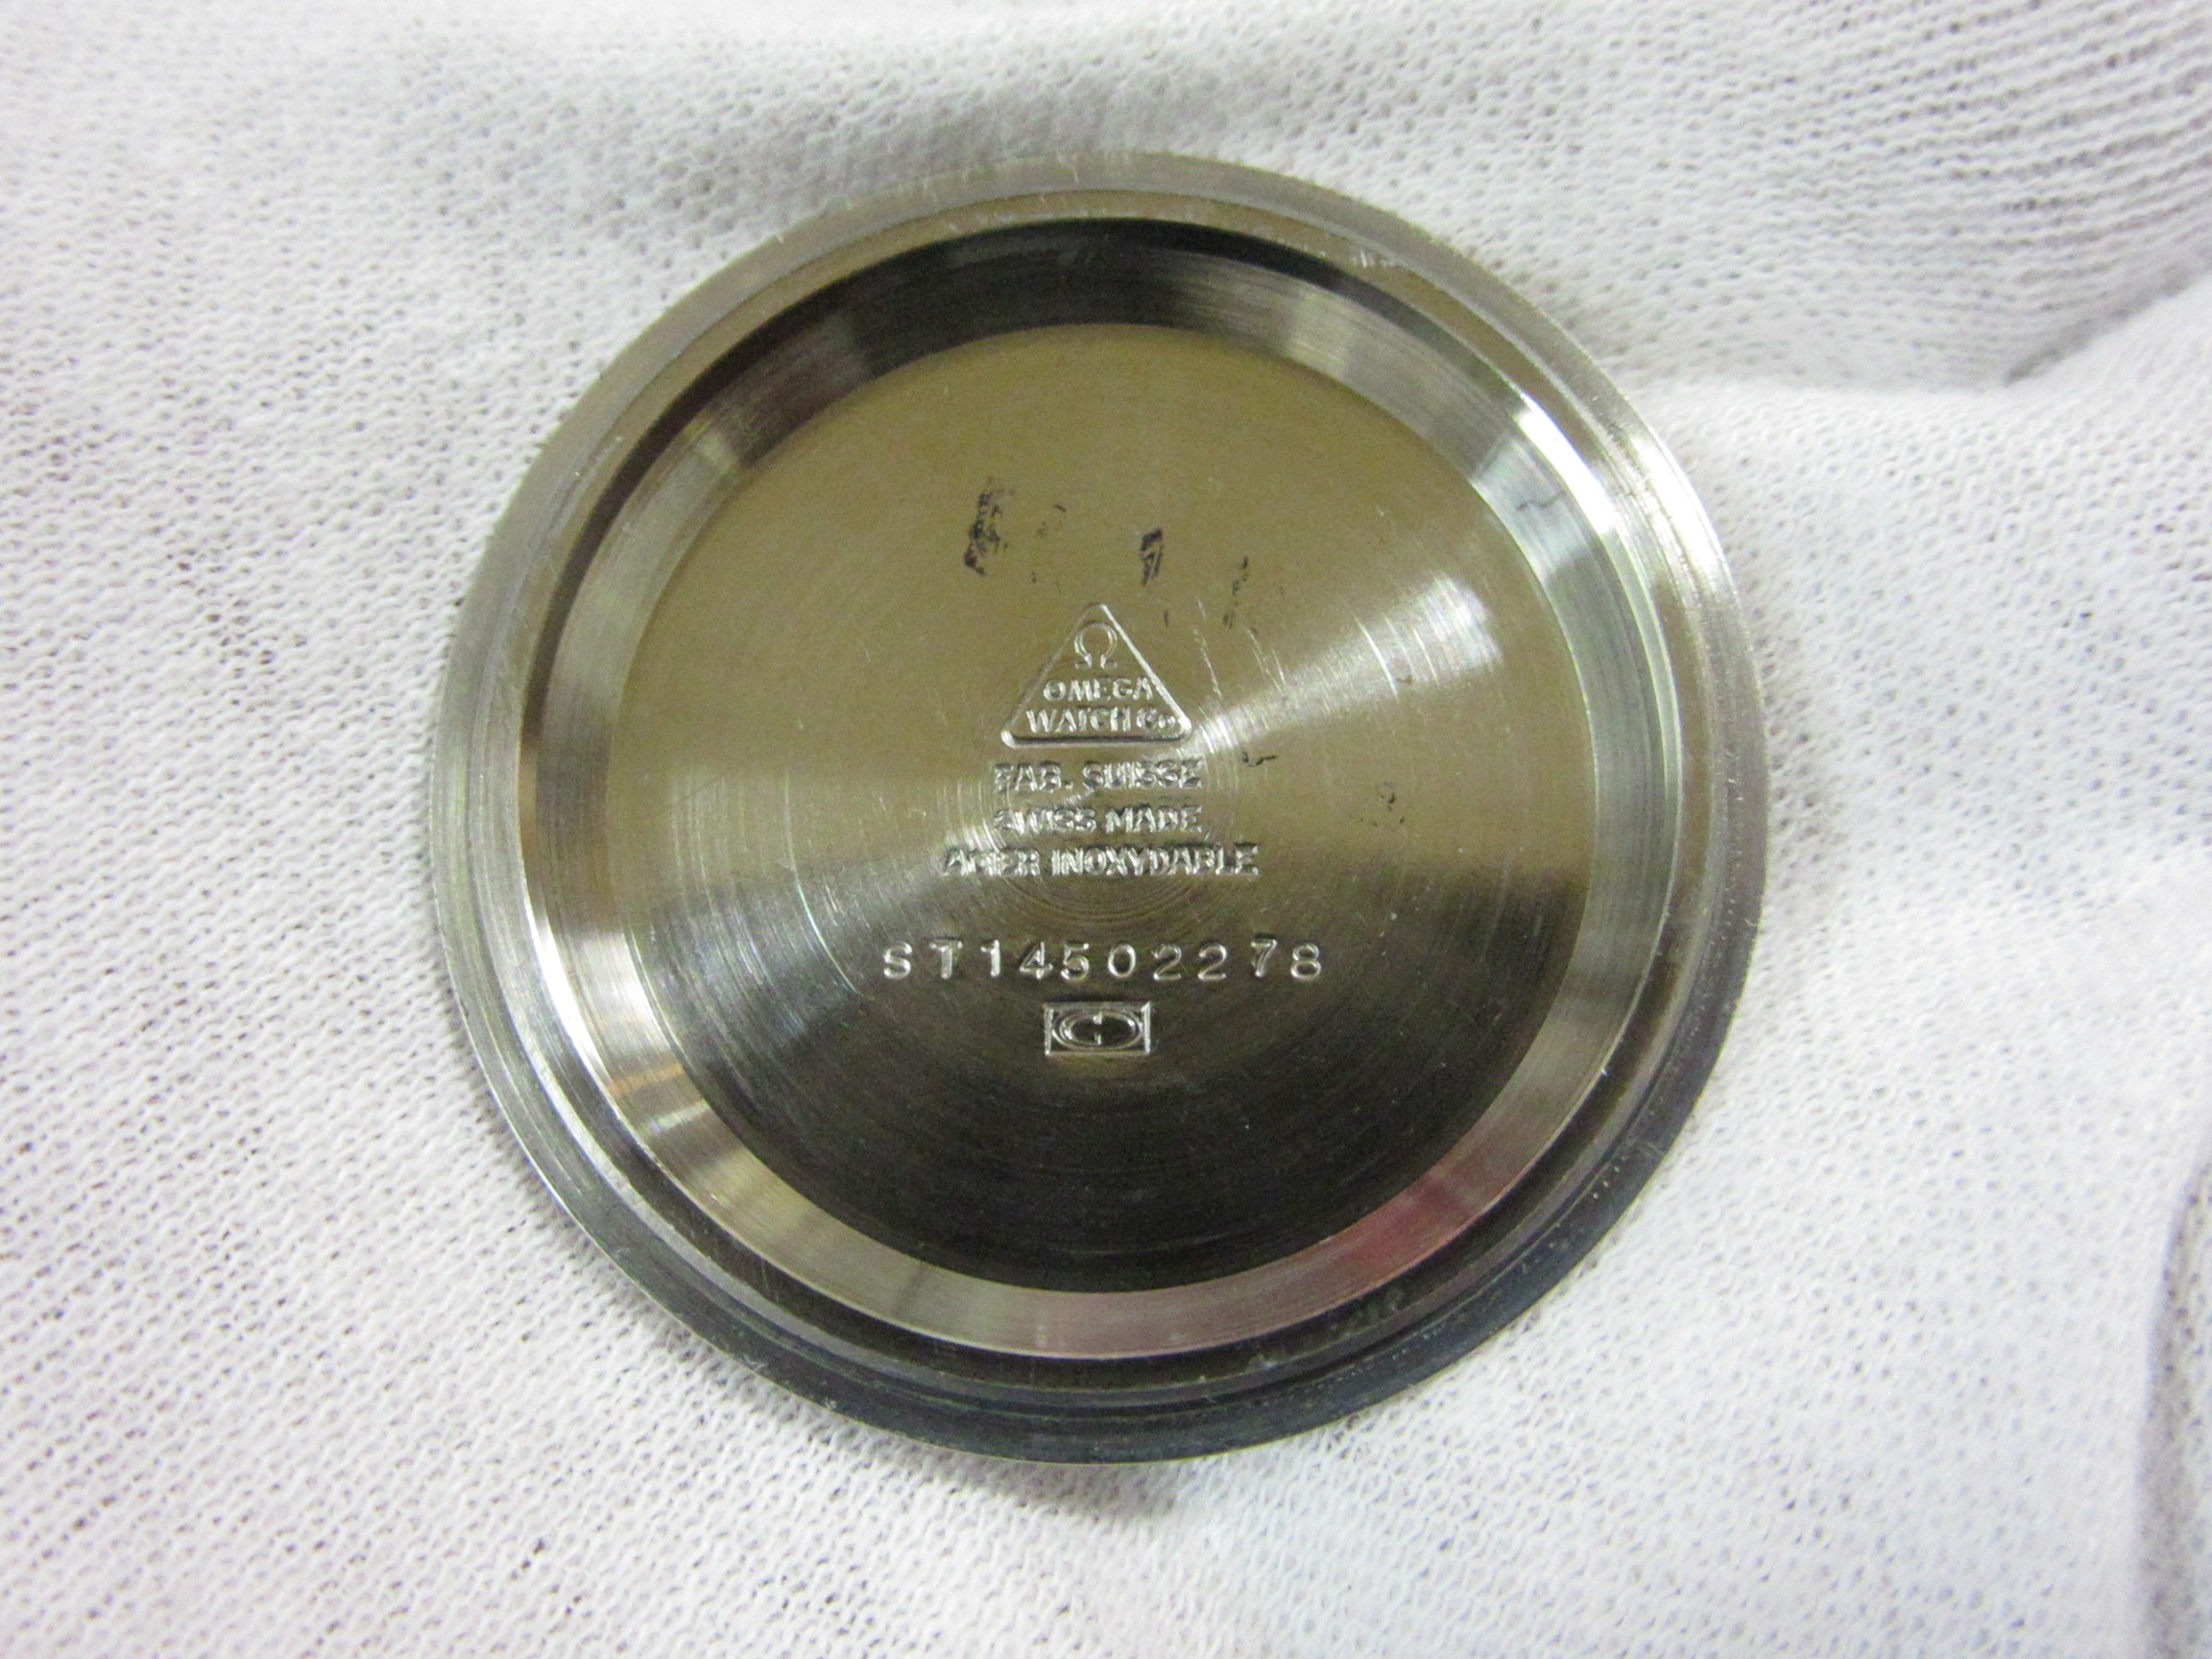 Ω
OMEGA
WATCH Co
FAB. SUISSE
SWISS MADE
ACIER INOXYDABLE
ST14502278